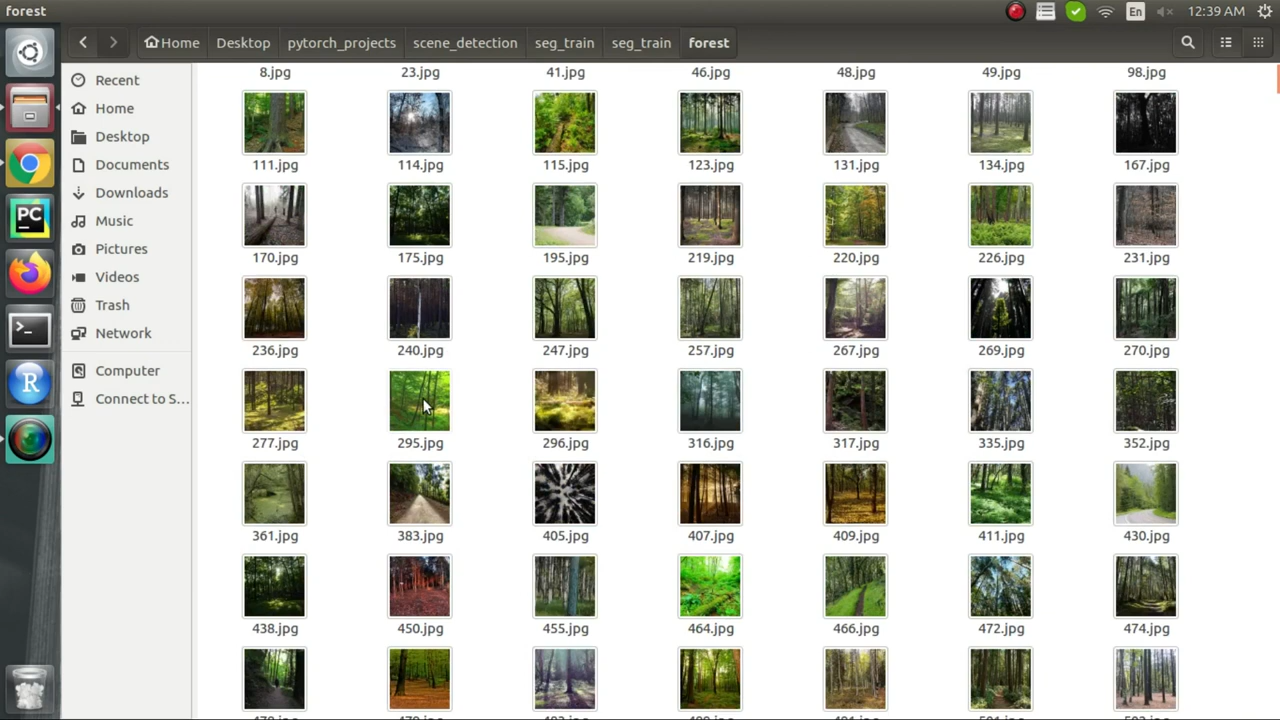 forest
En
12:39 AM
Home
Desktop
pytorch_projects
scene_detection
seg_train
seg_train
forest
Recent
Home
Desktop
Documents
Downloads
Music
Pictures
Videos
Trash
Network
Computer
Connect to S...
8.jpg 23.jpg 41.jpg 46.jpg 48.jpg 49.jpg 98.jpg
111.jpg 114.jpg 115.jpg 123.jpg 131.jpg 134.jpg 167.jpg
170.jpg 175.jpg 195.jpg 219.jpg 220.jpg 226.jpg 231.jpg
236.jpg 240.jpg 247.jpg 257.jpg 267.jpg 269.jpg 270.jpg
277.jpg 295.jpg 296.jpg 316.jpg 317.jpg 335.jpg 352.jpg
361.jpg 383.jpg 405.jpg 407.jpg 409.jpg 411.jpg 430.jpg
438.jpg 450.jpg 455.jpg 464.jpg 466.jpg 472.jpg 474.jpg
PC
R